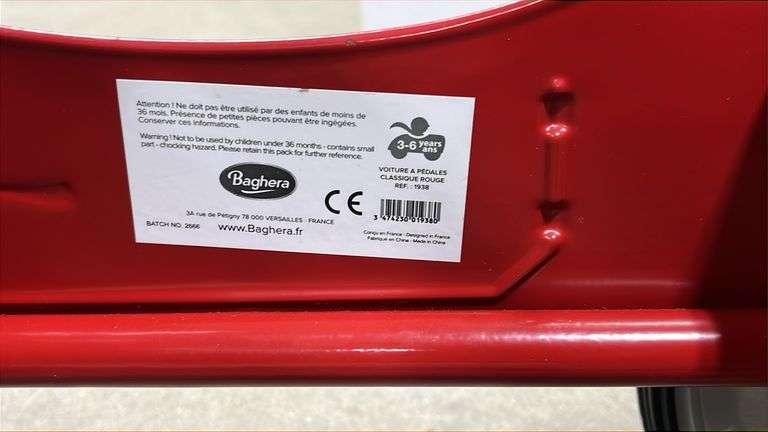 Attention ! Ne doit pas être utilisé par des enfants de moins de
36 mois. Présence de petites pièces pouvant être ingégées.
Conserver ces informations.
Warning ! Not to be used by children under 36 months - contains small
part - chocking hazard. Please retain this pack for further reference.
3-6 years
ans
VOITURE A PÉDALES
CLASSIQUE ROUGE
REF. : 1938
Baghera
CE
3 474230 019380
3A rue de Pétigny 78 000 VERSAILLES - FRANCE
BATCH NO. 2666
www.Baghera.fr
Conçu en France - Designed in France
Fabriqué en Chine - Made in China